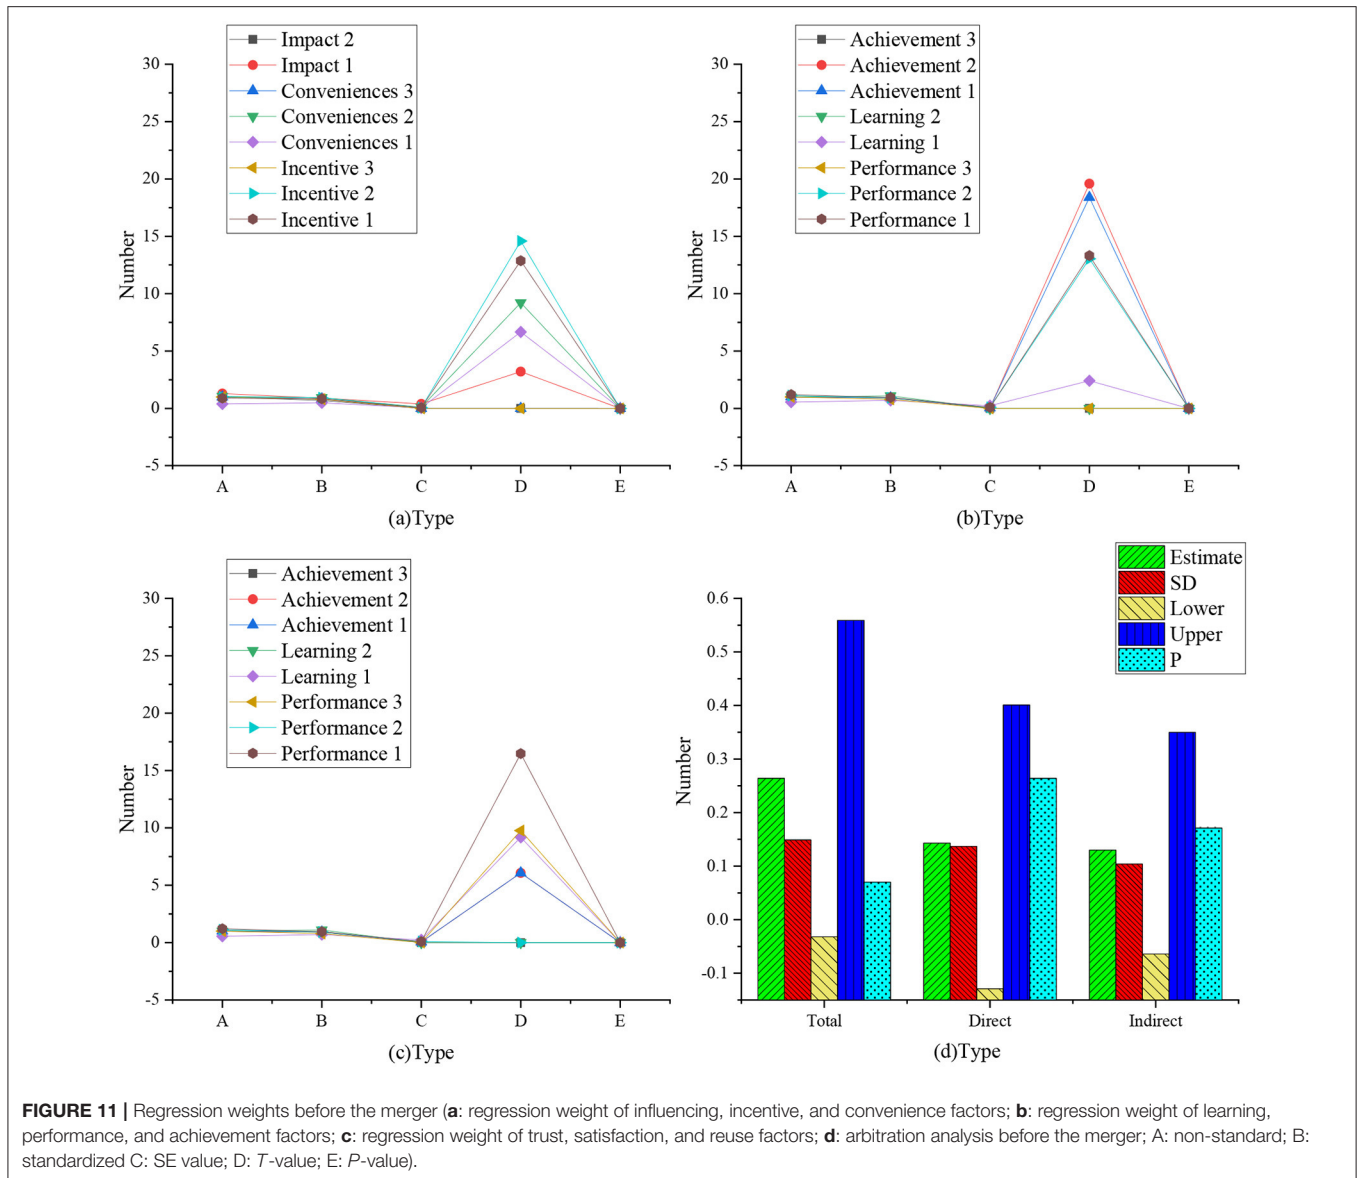 Impact 2
Impact 1
Conveniences 3
Conveniences 2
Conveniences 1
Incentive 3
Incentive 2
Incentive 1
30
25
20
15
10
5
0
-5
Number
A B C D E
(a)Type
Achievement 3
Achievement 2
Achievement 1
Learning 2
Learning 1
Performance 3
Performance 2
Performance 1
30
25
20
15
10
5
0
-5
Number
A B C D E
(b)Type
Achievement 3
Achievement 2
Achievement 1
Learning 2
Learning 1
Performance 3
Performance 2
Performance 1
30
25
20
15
10
5
0
-5
Number
A B C D E
(c)Type
Estimate
SD
Lower
Upper
P
0.6
0.5
0.4
0.3
0.2
0.1
0.0
-0.1
Number
Total Direct Indirect
(d)Type
FIGURE 11 | Regression weights before the merger (a: regression weight of influencing, incentive, and convenience factors; b: regression weight of learning,
performance, and achievement factors; c: regression weight of trust, satisfaction, and reuse factors; d: arbitration analysis before the merger; A: non-standard; B:
standardized C: SE value; D: T-value; E: P-value).